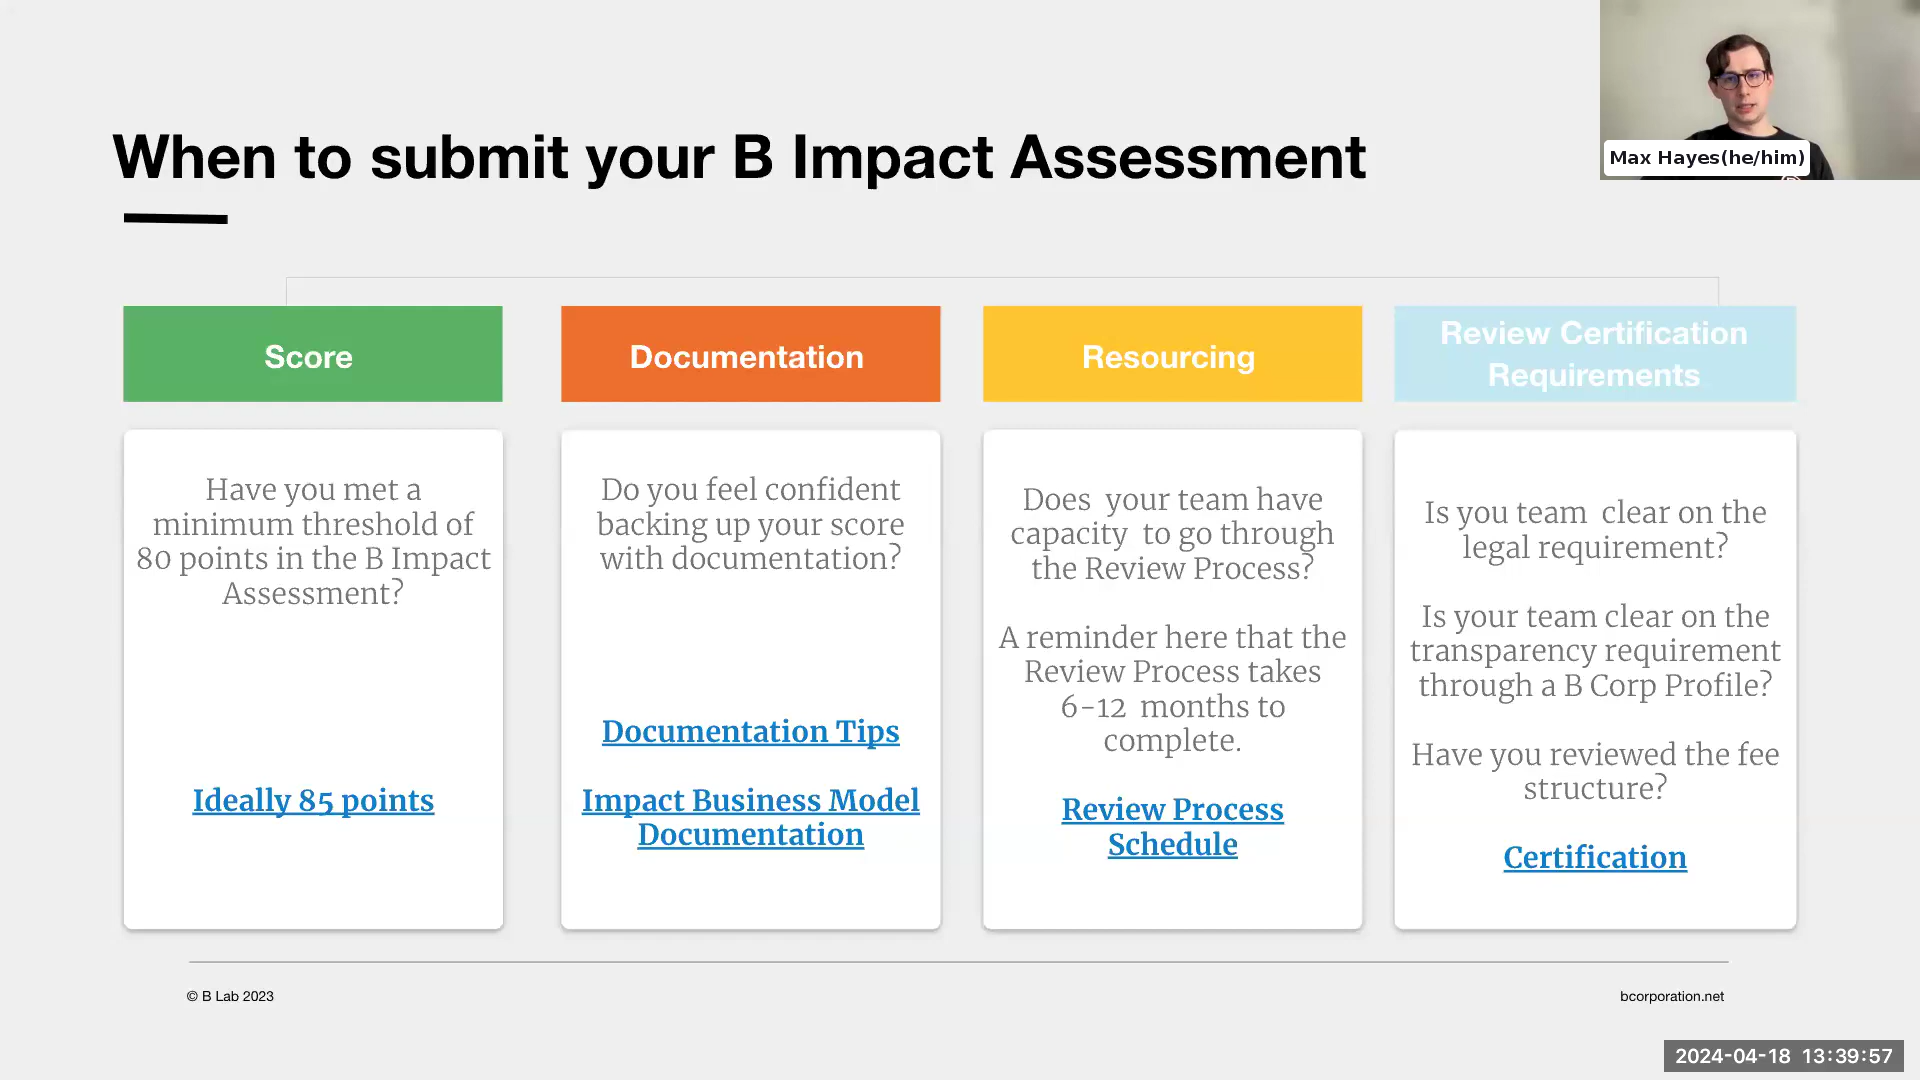 When to submit your B Impact Assessment
Max Hayes(he/him)
Score
Have you met a
minimum threshold of
80 points in the B Impact
Assessment?
Ideally 85 points
Documentation
Do you feel confident
backing up your score
with documentation?
Documentation Tips
Impact Business Model
Documentation
Resourcing
Does  your team have
capacity  to go through
the Review Process?
A reminder here that the
Review Process takes
6-12  months to
complete.
Review Process
Schedule
Review Certification
Requirements
Is you team  clear on the
legal requirement?
Is your team clear on the
transparency requirement
through a B Corp Profile?
Have you reviewed the fee
structure?
Certification
© B Lab 2023
bcorporation.net
2024-04-18  13:39:57